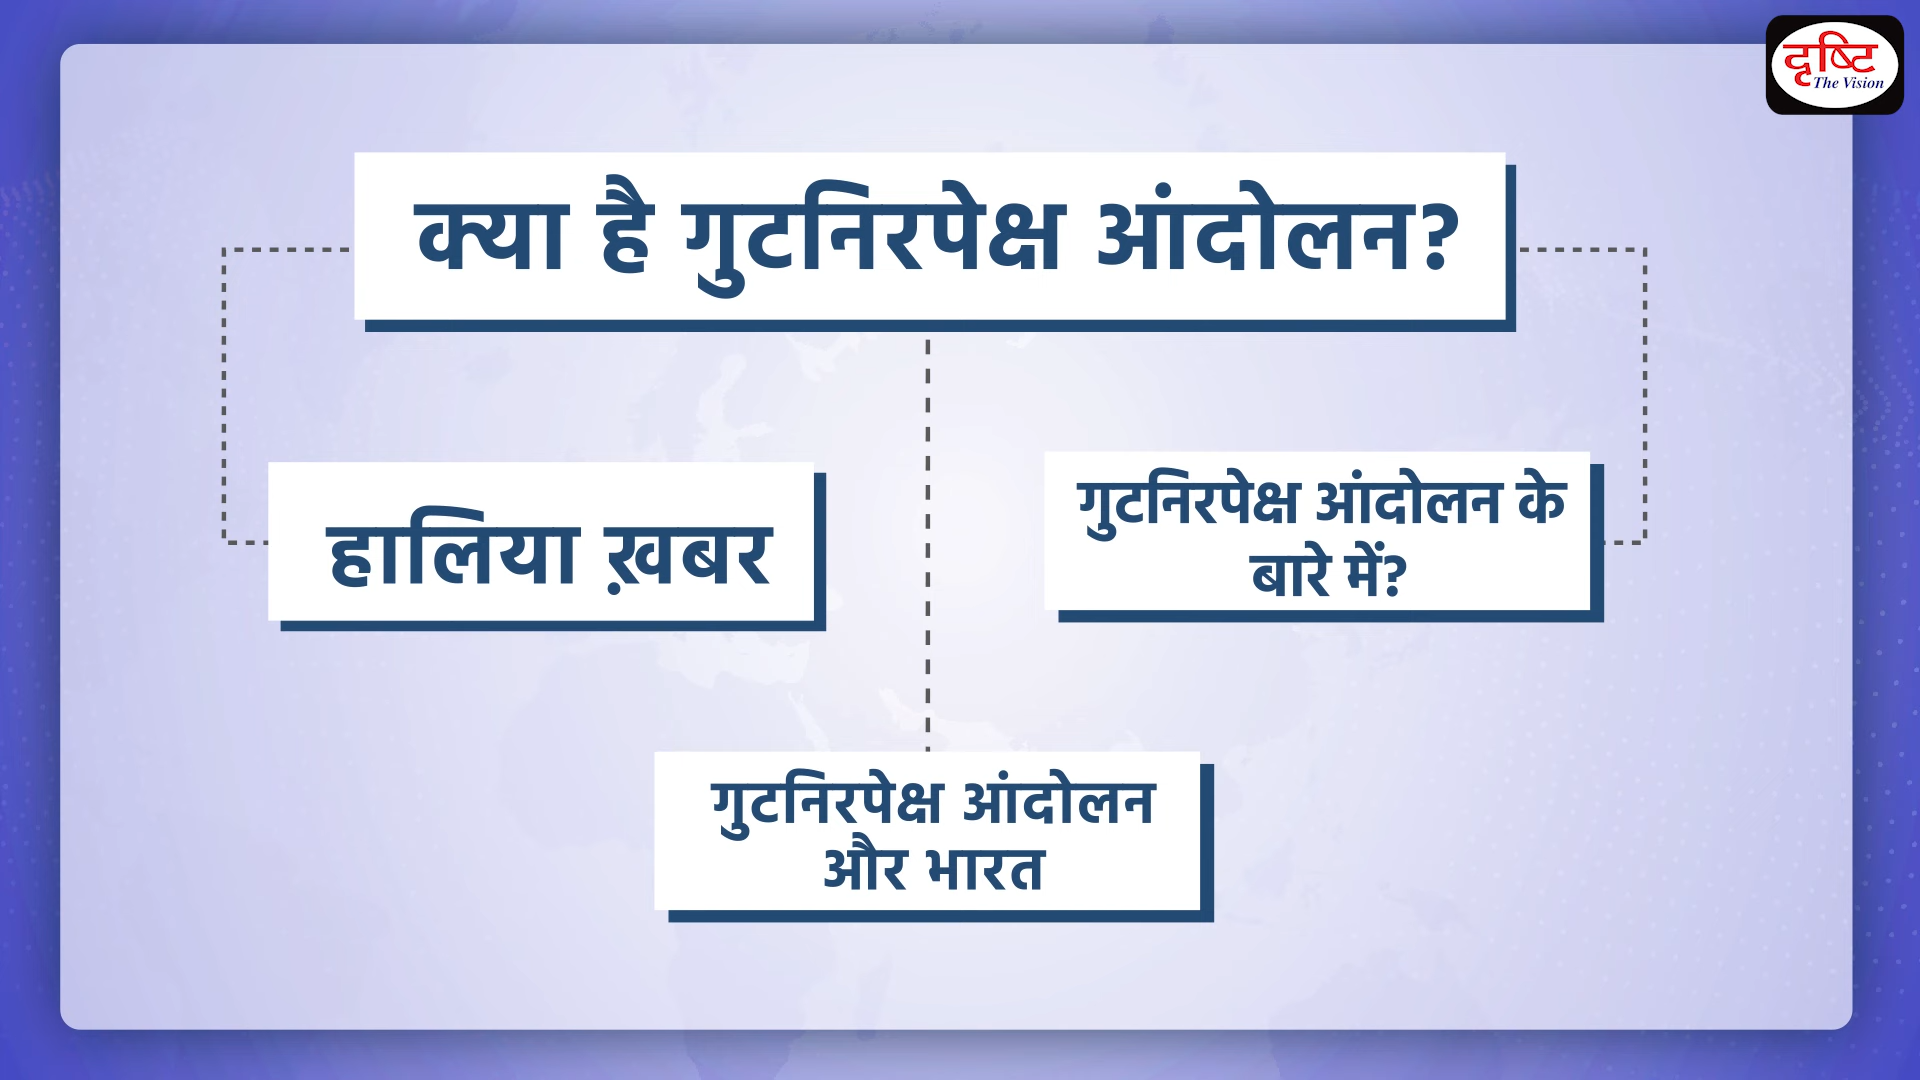 दृष्टि
The Vision
क्या है गुटनिरपेक्ष आंदोलन?
हालिया ख़बर
गुटनिरपेक्ष आंदोलन के
बारे में?
गुटनिरपेक्ष आंदोलन
और भारत